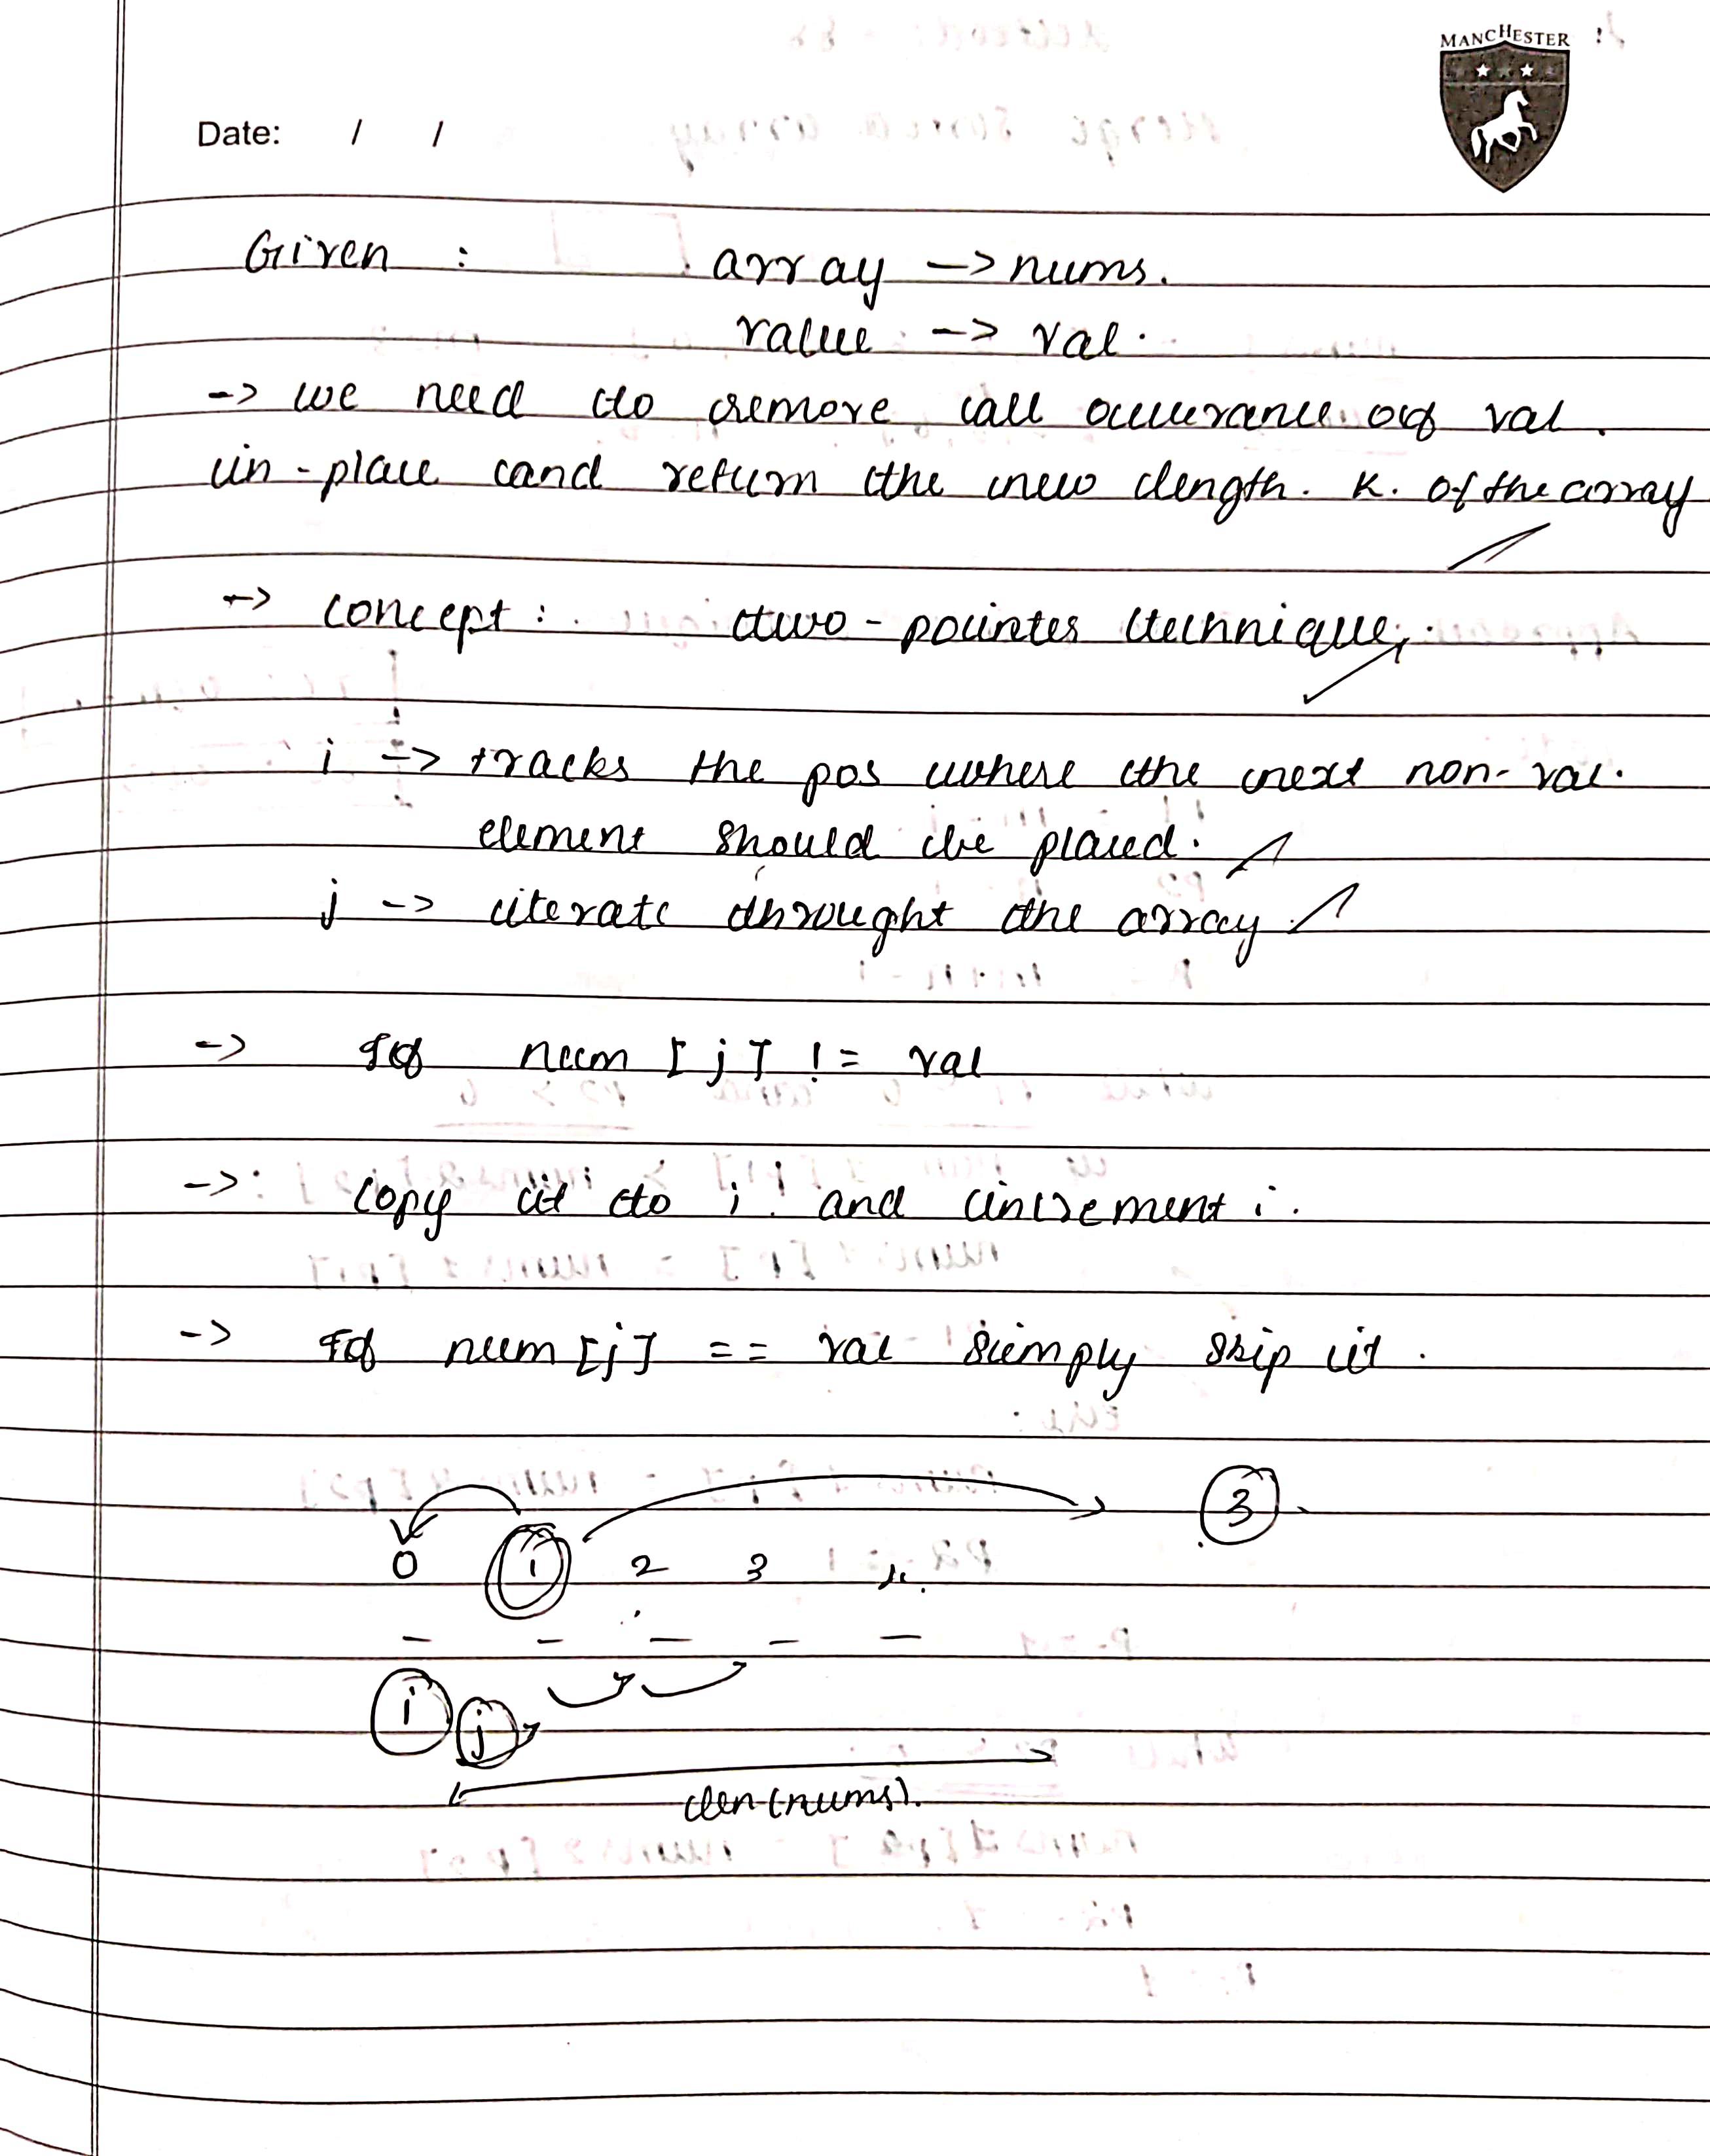 MANCHESTER
Date: / /
Given : array -> nums.
value -> val.
-> we need to remove all occurance of val.
in-place and return the new length. K. of the array
-> concept : two-pointes technique,.
i -> tracks the pos where the next non-val.
element should be placed.
j -> iterate throught the array
-> If num [j] != val
->: copy it to i and increment i.
-> If num [j] == val simply skip it.
3
0 1 2 3
i j
len(nums).